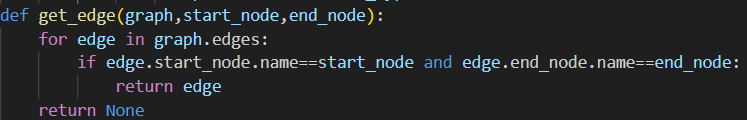 def get_edge(graph,start_node,end_node):
    for edge in graph.edges:
        if edge.start_node.name==start_node and edge.end_node.name==end_node:
            return edge
    return None